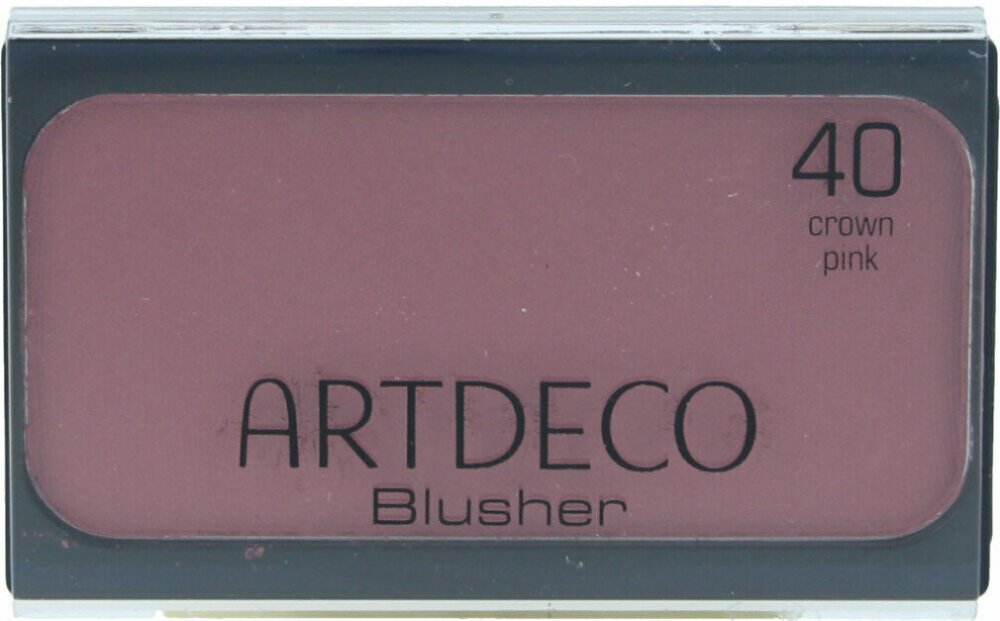 40
crown
pink
ARTDECO
Blusher